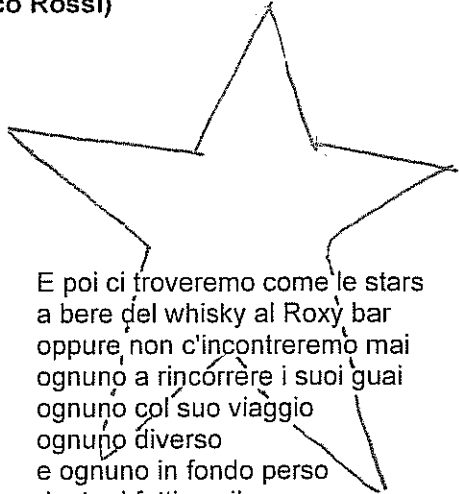 co Rossi)
E poi ci troveremo come le stars
a bere del whisky al Roxy bar
oppure non c'incontreremo mai
ognuno a rincorrere i suoi guai
ognuno col suo viaggio
ognuno diverso
e ognuno in fondo perso